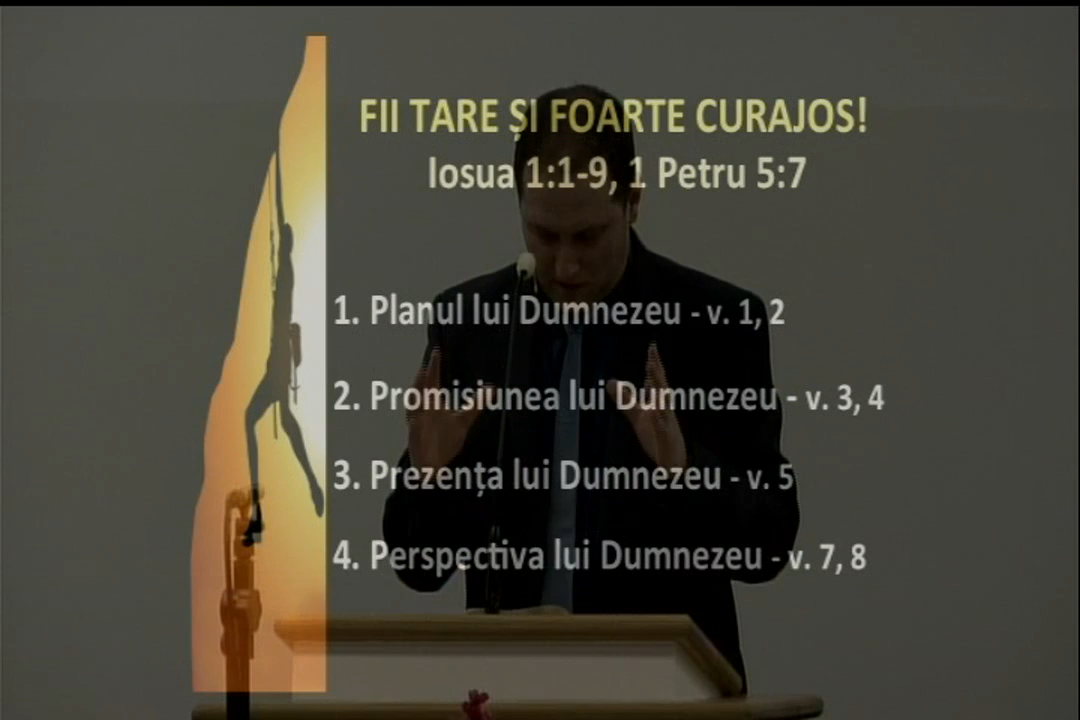 FII TARE ȘI FOARTE CURAJOS!
Iosua 1:1-9, 1 Petru 5:7
1. Planul lui Dumnezeu - v. 1, 2
2. Promisiunea lui Dumnezeu - v. 3, 4
3. Prezența lui Dumnezeu - v. 5
4. Perspectiva lui Dumnezeu - v. 7, 8